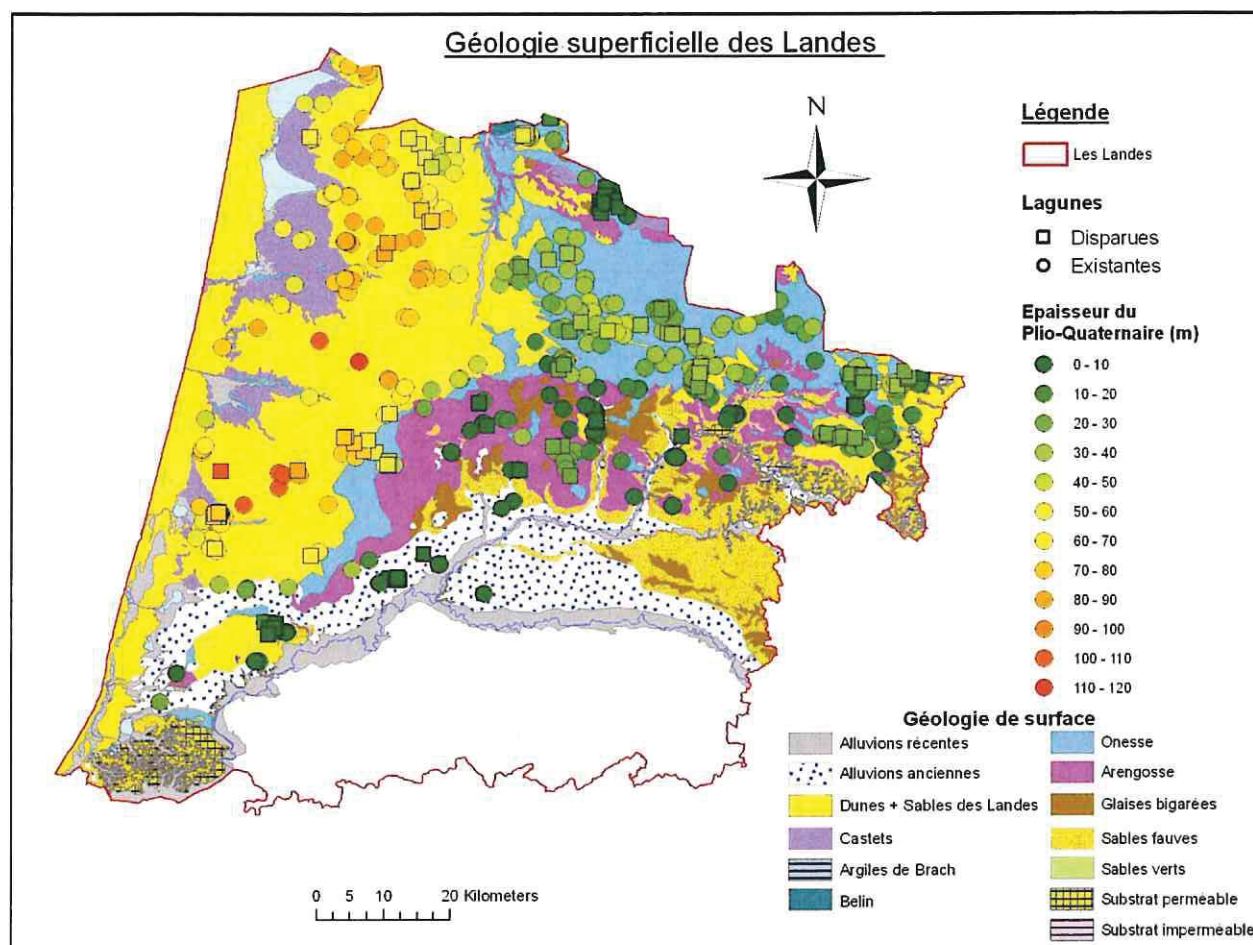 Géologie superficielle des Landes
N
Légende
Les Landes
Lagunes
Disparues
Existantes
Epaisseur du
Plio-Quaternaire (m)
0 - 10
10 - 20
20 - 30
30 - 40
40 - 50
50 - 60
60 - 70
70 - 80
80 - 90
90 - 100
100 - 110
110 - 120
Géologie de surface
Alluvions récentes
Alluvions anciennes
Dunes + Sables des Landes
Castets
Argiles de Brach
Belin
Onesse
Arengosse
Glaises bigarées
Sables fauves
Sables verts
Substrat perméable
Substrat imperméable
0 5 10 20 Kilometers